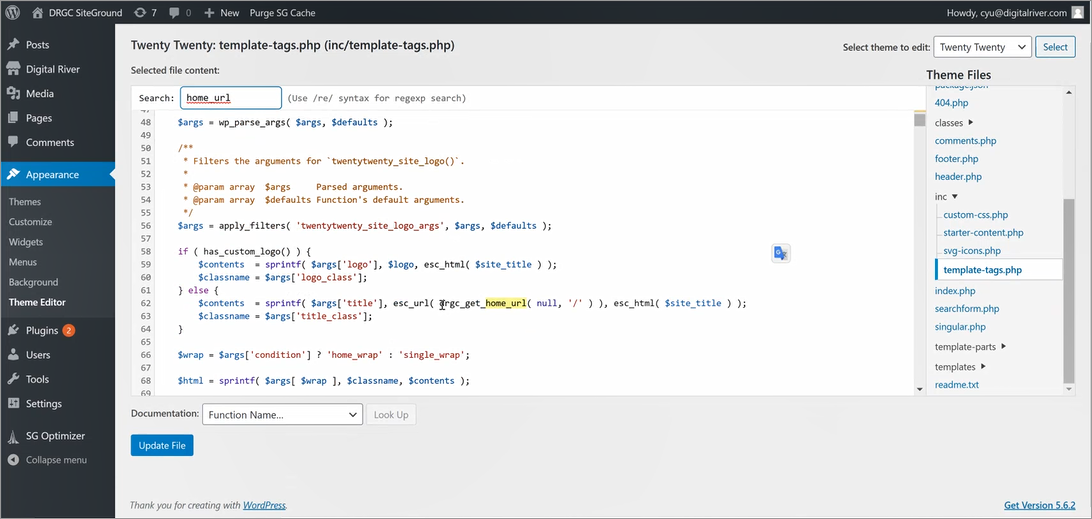 DRGC SiteGround 7 0 New Purge SG Cache Howdy, cyu@digitalriver.com
Posts
Digital River
Media
Pages
Comments
Appearance
Themes
Customize
Widgets
Menus
Background
Theme Editor
Plugins 2
Users
Tools
Settings
SG Optimizer
Collapse menu
Twenty Twenty: template-tags.php (inc/template-tags.php)
Select theme to edit: Twenty Twenty Select
Selected file content:
Search: home_url (Use /re/ syntax for regexp search)
47
48 $args = wp_parse_args( $args, $defaults );
49
50 /**
51 * Filters the arguments for `twentytwenty_site_logo()`.
52 *
53 * @param array $args Parsed arguments.
54 * @param array $defaults Function's default arguments.
55 */
56 $args = apply_filters( 'twentytwenty_site_logo_args', $args, $defaults );
57
58 if ( has_custom_logo() ) {
59 $contents = sprintf( $args['logo'], $logo, esc_html( $site_title ) );
60 $classname = $args['logo_class'];
61 } else {
62 $contents = sprintf( $args['title'], esc_url( drgc_get_home_url( null, '/' ) ), esc_html( $site_title ) );
63 $classname = $args['title_class'];
64 }
65
66 $wrap = $args['condition'] ? 'home_wrap' : 'single_wrap';
67
68 $html = sprintf( $args[ $wrap ], $classname, $contents );
69
Theme Files
package.json
404.php
classes
comments.php
footer.php
header.php
inc
custom-css.php
starter-content.php
svg-icons.php
template-tags.php
index.php
searchform.php
singular.php
template-parts
templates
readme.txt
Documentation: Function Name... Look Up
Update File
Thank you for creating with WordPress. Get Version 5.6.2